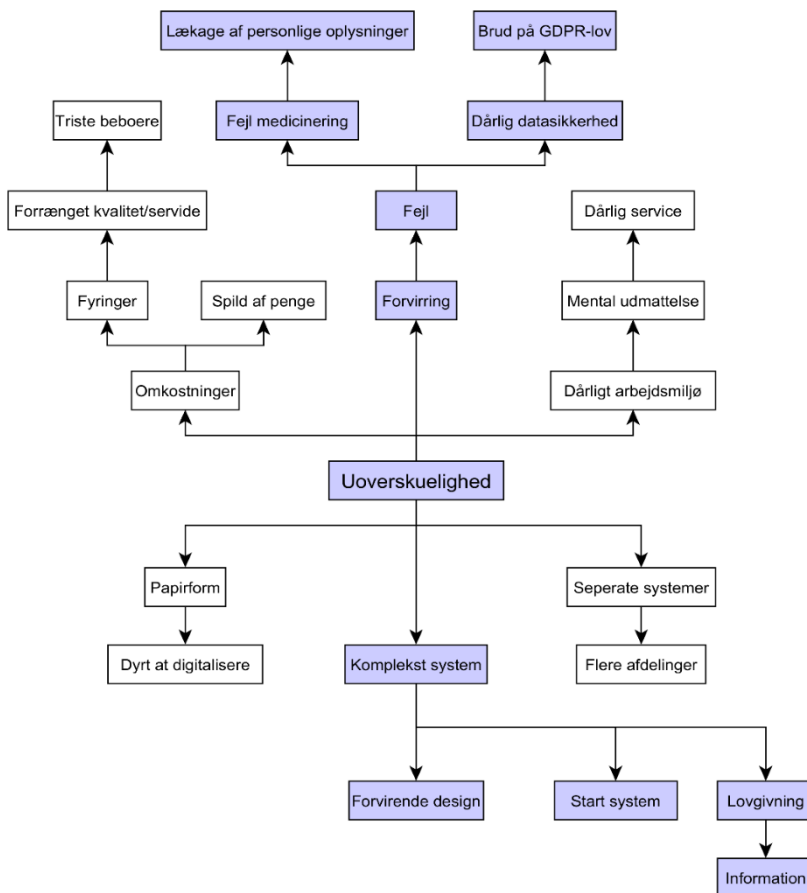 Lækage af personlige oplysninger
Brud på GDPR-lov
Triste beboere
Fejl medicinering
Dårlig datasikkerhed
Forrænget kvalitet/servide
Fejl
Dårlig service
Fyringer
Spild af penge
Forvirring
Mental udmattelse
Omkostninger
Dårligt arbejdsmiljø
Uoverskuelighed
Papirform
Seperate systemer
Dyrt at digitalisere
Komplekst system
Flere afdelinger
Forvirende design
Start system
Lovgivning
Information